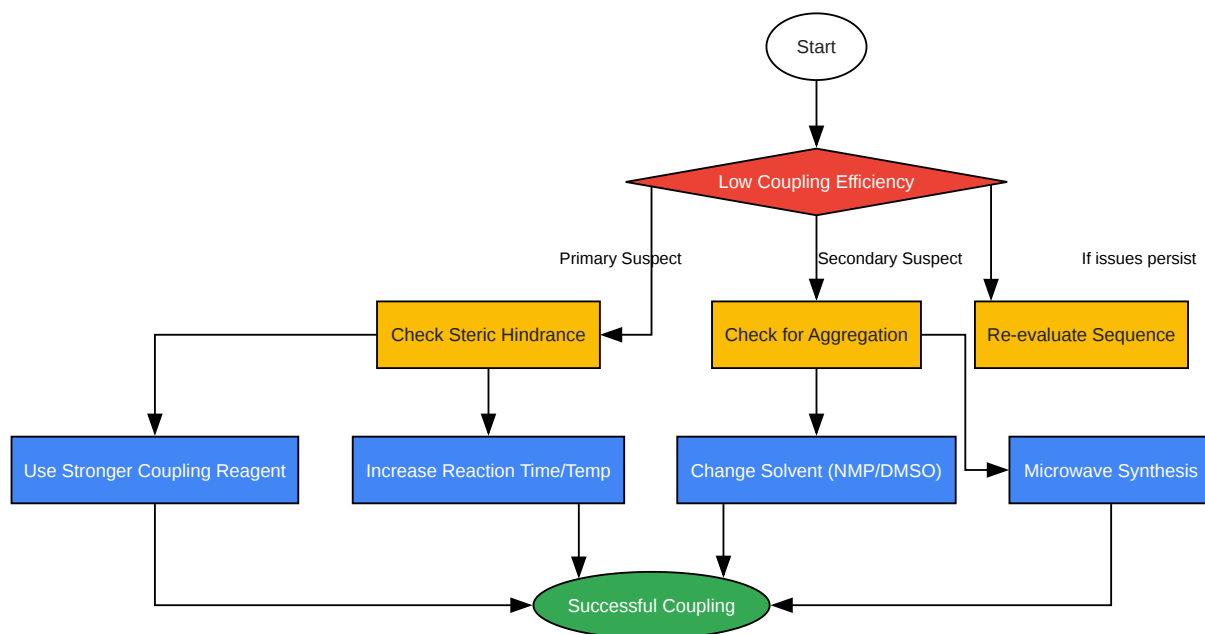 Start
Low Coupling Efficiency
Primary Suspect
Secondary Suspect
If issues persist
Check Steric Hindrance
Check for Aggregation
Re-evaluate Sequence
Use Stronger Coupling Reagent
Increase Reaction Time/Temp
Change Solvent (NMP/DMSO)
Microwave Synthesis
Successful Coupling